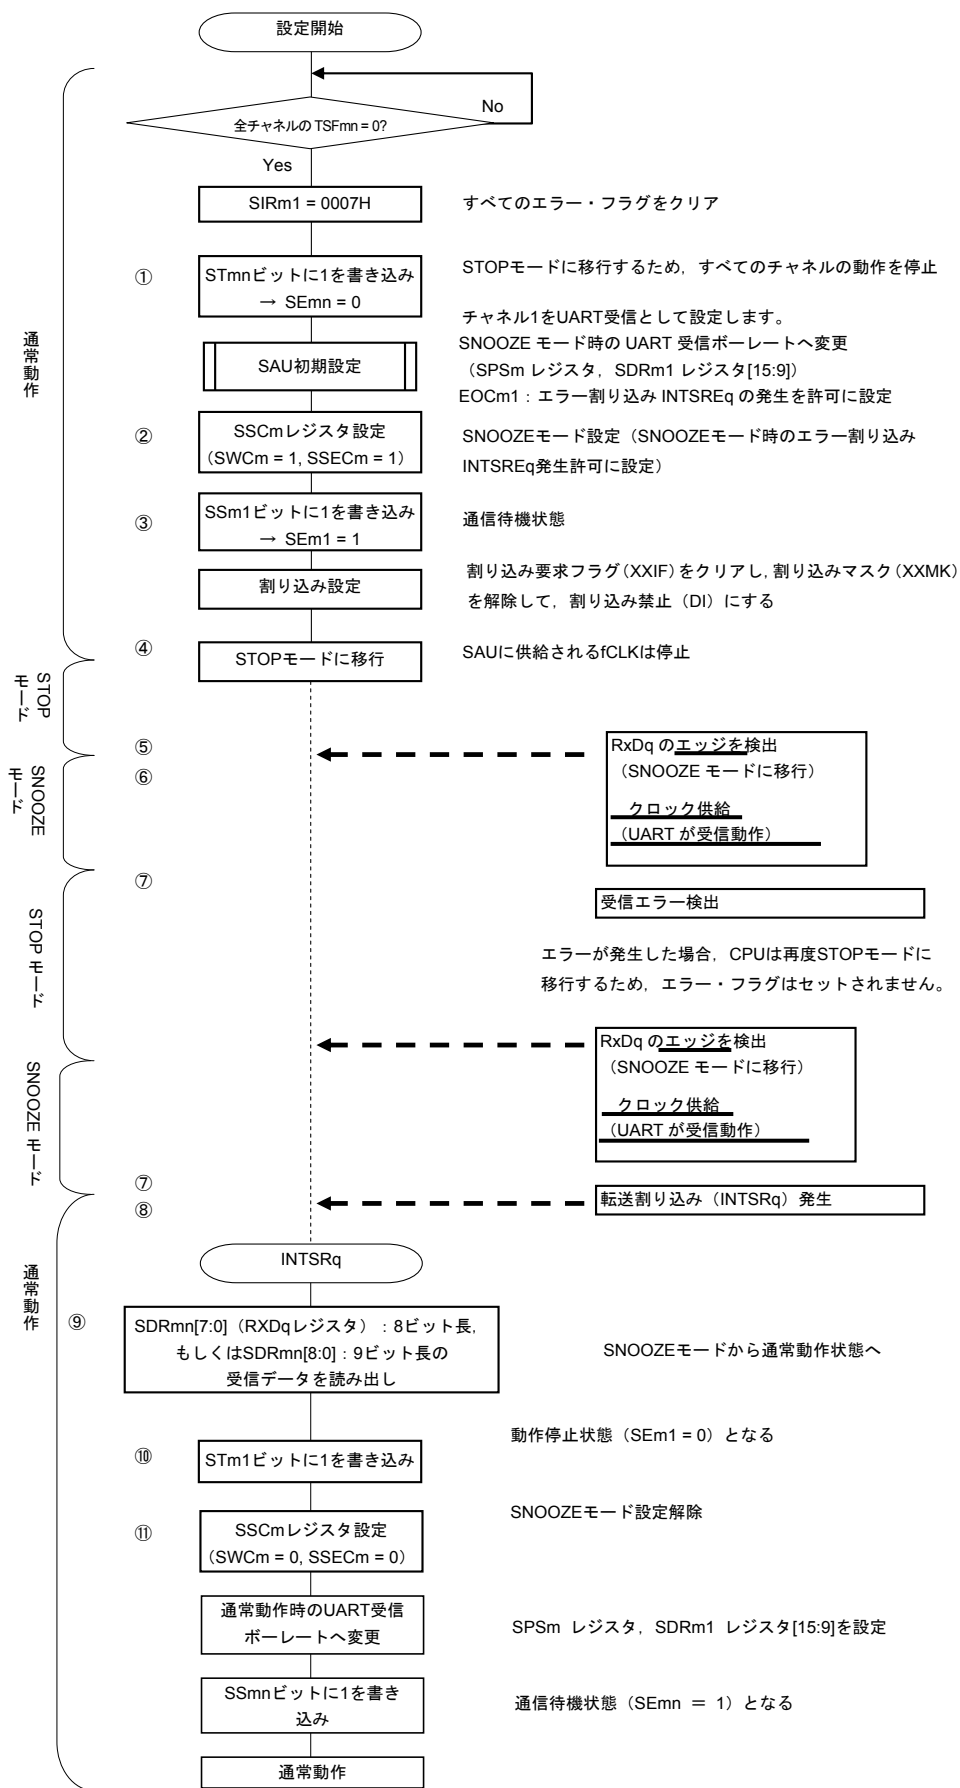 設定開始
No
全チャネルの TSFmn = 0?
Yes
SIRm1 = 0007H
すべてのエラー・フラグをクリア
①
STmnビットに1を書き込み
→ SEmn = 0
STOPモードに移行するため，すべてのチャネルの動作を停止
通常動作
SAU初期設定
チャネル1をUART受信として設定します。
SNOOZE モード時の UART 受信ボーレートへ変更
（SPSm レジスタ，SDRm1 レジスタ[15:9]）
EOCm1：エラー割り込み INTSREq の発生を許可に設定
②
SSCmレジスタ設定
（SWCm = 1, SSECm = 1）
SNOOZEモード設定（SNOOZEモード時のエラー割り込み
INTSREq発生許可に設定）
③
SSm1ビットに1を書き込み
→ SEm1 = 1
通信待機状態
割り込み設定
割り込み要求フラグ（XXIF）をクリアし，割り込みマスク（XXMK）
を解除して，割り込み禁止（DI）にする
④
STOPモードに移行
SAUに供給されるfCLKは停止
STOP
モード
⑤
RxDq のエッジを検出
（SNOOZE モードに移行）
クロック供給
（UART が受信動作）
SNOOZE
モード
⑥
⑦
受信エラー検出
STOP モード
エラーが発生した場合，CPUは再度STOPモードに
移行するため，エラー・フラグはセットされません。
RxDq のエッジを検出
（SNOOZE モードに移行）
クロック供給
（UART が受信動作）
SNOOZE モード
⑦
⑧
転送割り込み（INTSRq）発生
INTSRq
通常動作
⑨
SDRmn[7:0]（RXDqレジスタ）：8ビット長，
もしくはSDRmn[8:0]：9ビット長の
受信データを読み出し
SNOOZEモードから通常動作状態へ
⑩
STm1ビットに1を書き込み
動作停止状態（SEm1 = 0）となる
⑪
SSCmレジスタ設定
（SWCm = 0, SSECm = 0）
SNOOZEモード設定解除
通常動作時のUART受信
ボーレートへ変更
SPSm レジスタ，SDRm1 レジスタ[15:9]を設定
SSmnビットに1を書き
込み
通信待機状態（SEmn ＝ 1）となる
通常動作